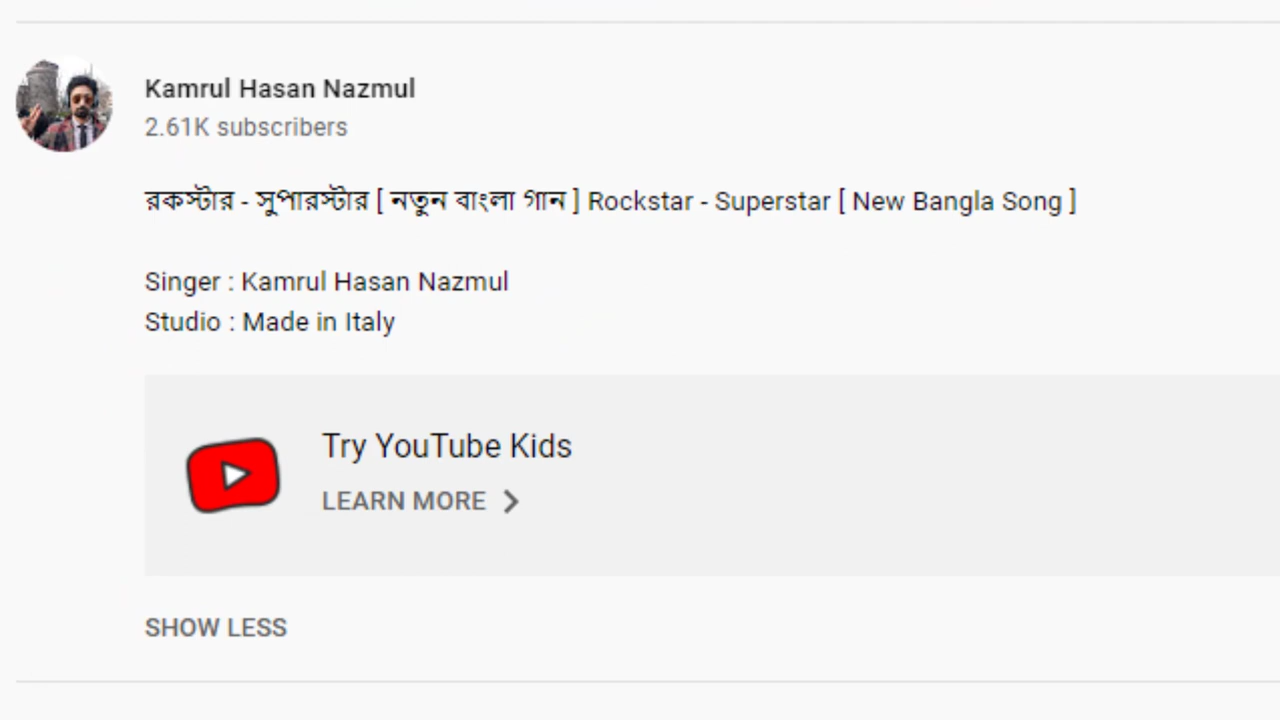 Kamrul Hasan Nazmul
2.61K subscribers
রকস্টার - সুপারস্টার [ নতুন বাংলা গান ] Rockstar - Superstar [ New Bangla Song ]
Singer : Kamrul Hasan Nazmul
Studio : Made in Italy
Try YouTube Kids
LEARN MORE
SHOW LESS